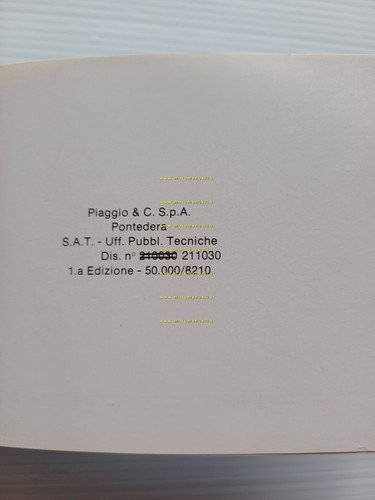 Piaggio & C. S.p.A.
Pontedera
S.A.T. - Uff. Pubbl. Tecniche
Dis. n° 210030 211030
1.a Edizione - 50.000/8210